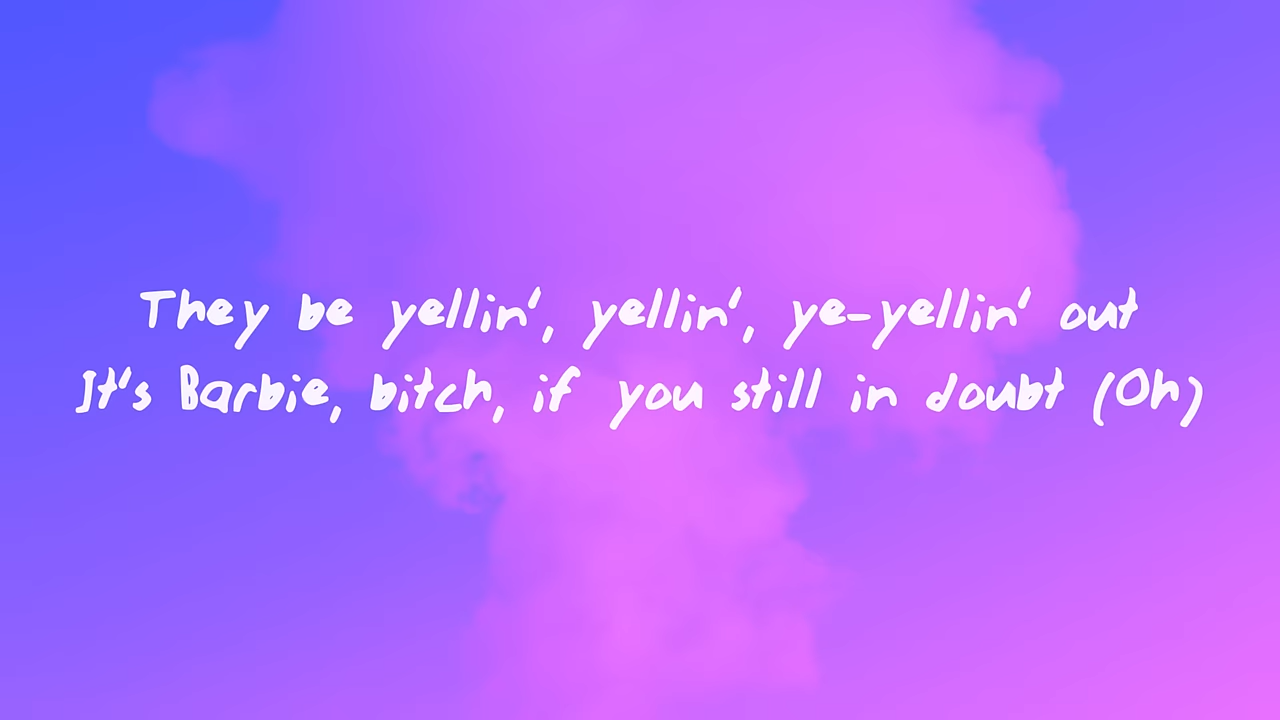 They be yellin', yellin', ye-yellin' out
It's Barbie, bitch, if you still in doubt (Oh)